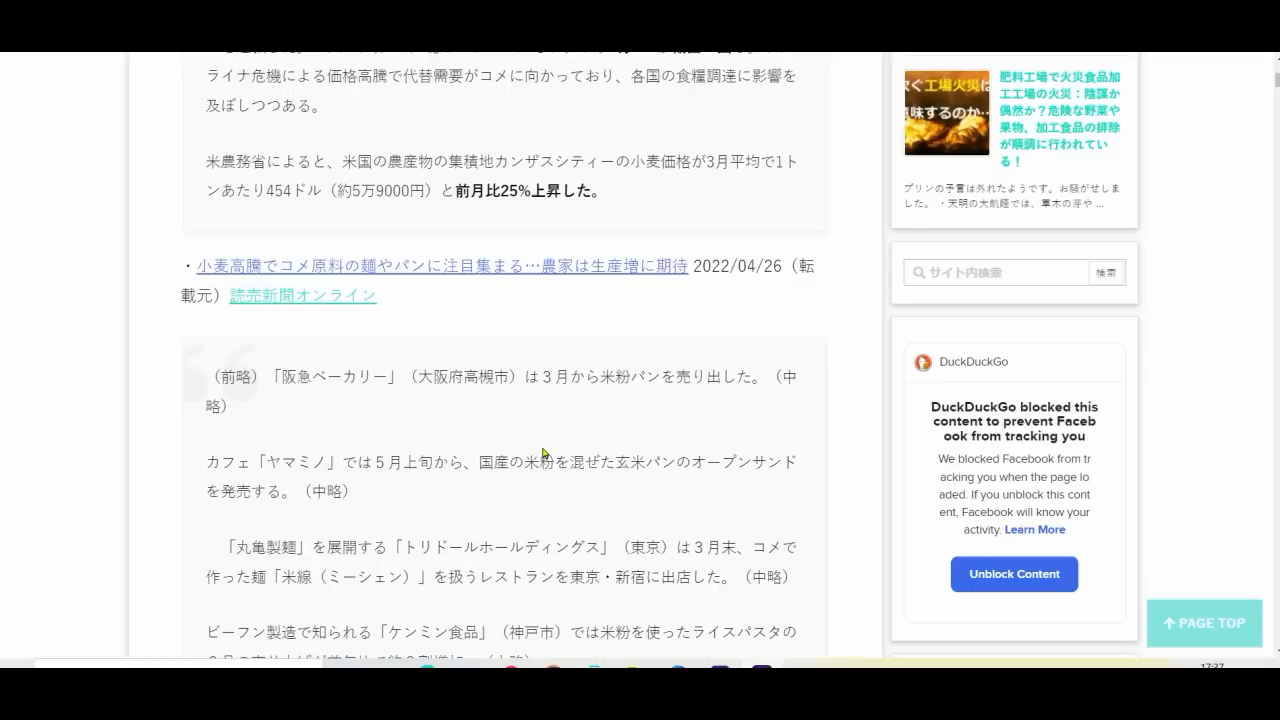 ライナ危機による価格高騰で代替需要がコメに向かっており、各国の食糧調達に影響を
及ぼしつつある。
米農務省によると、米国の農産物の集積地カンザスシティーの小麦価格が3月平均で1ト
ンあたり454ドル（約5万9000円）と前月比25%上昇した。
・小麦高騰でコメ原料の麺やパンに注目集まる…農家は生産増に期待 2022/04/26（転
載元）読売新聞オンライン
（前略）「阪急ベーカリー」（大阪府高槻市）は３月から米粉パンを売り出した。（中
略）
カフェ「ヤマミノ」では５月上旬から、国産の米粉を混ぜた玄米パンのオープンサンド
を発売する。（中略）
「丸亀製麺」を展開する「トリドールホールディングス」（東京）は３月末、コメで
作った麺「米線（ミーシェン）」を扱うレストランを東京・新宿に出店した。（中略）
ビーフン製造で知られる「ケンミン食品」（神戸市）では米粉を使ったライスパスタの
次ぐ工場火災は
意味するのか…
肥料工場で火災食品加
工工場の火災：陰謀か
偶然か？危険な野菜や
果物、加工食品の排除
が順調に行われてい
る！
プリンの予言は外れたようです。お騒がせしま
した。 ・天明の大飢饉では、草木の芽や ...
サイト内検索
検索
DuckDuckGo
DuckDuckGo blocked this
content to prevent Faceb
ook from tracking you
We blocked Facebook from tr
acking you when the page lo
aded. If you unblock this cont
ent, Facebook will know your
activity. Learn More
Unblock Content
PAGE TOP
17:37